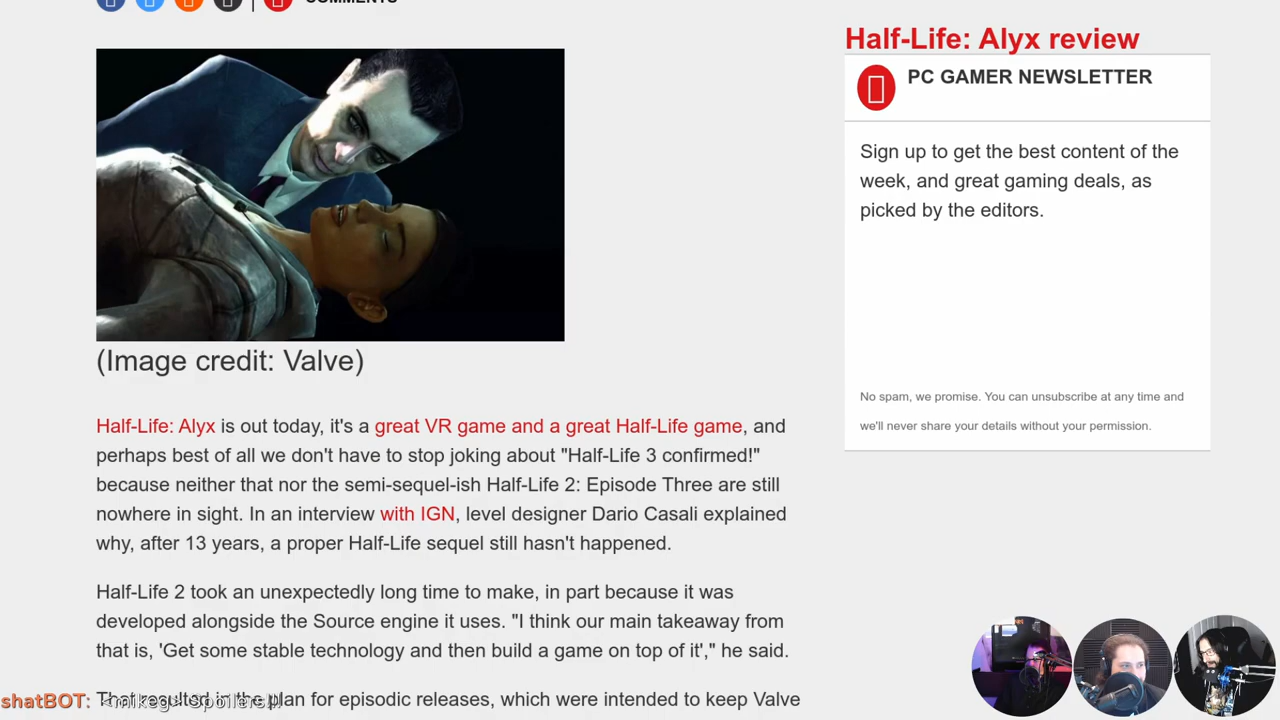 COMMENTS
Half-Life: Alyx review
PC GAMER NEWSLETTER
Sign up to get the best content of the
week, and great gaming deals, as
picked by the editors.
No spam, we promise. You can unsubscribe at any time and
we'll never share your details without your permission.
(Image credit: Valve)
Half-Life: Alyx is out today, it's a great VR game and a great Half-Life game, and
perhaps best of all we don't have to stop joking about "Half-Life 3 confirmed!"
because neither that nor the semi-sequel-ish Half-Life 2: Episode Three are still
nowhere in sight. In an interview with IGN, level designer Dario Casali explained
why, after 13 years, a proper Half-Life sequel still hasn't happened.
Half-Life 2 took an unexpectedly long time to make, in part because it was
developed alongside the Source engine it uses. "I think our main takeaway from
that is, 'Get some stable technology and then build a game on top of it'," he said.
That resulted in the plan for episodic releases, which were intended to keep Valve
shatBOT: <mikeg> Spoilers!!